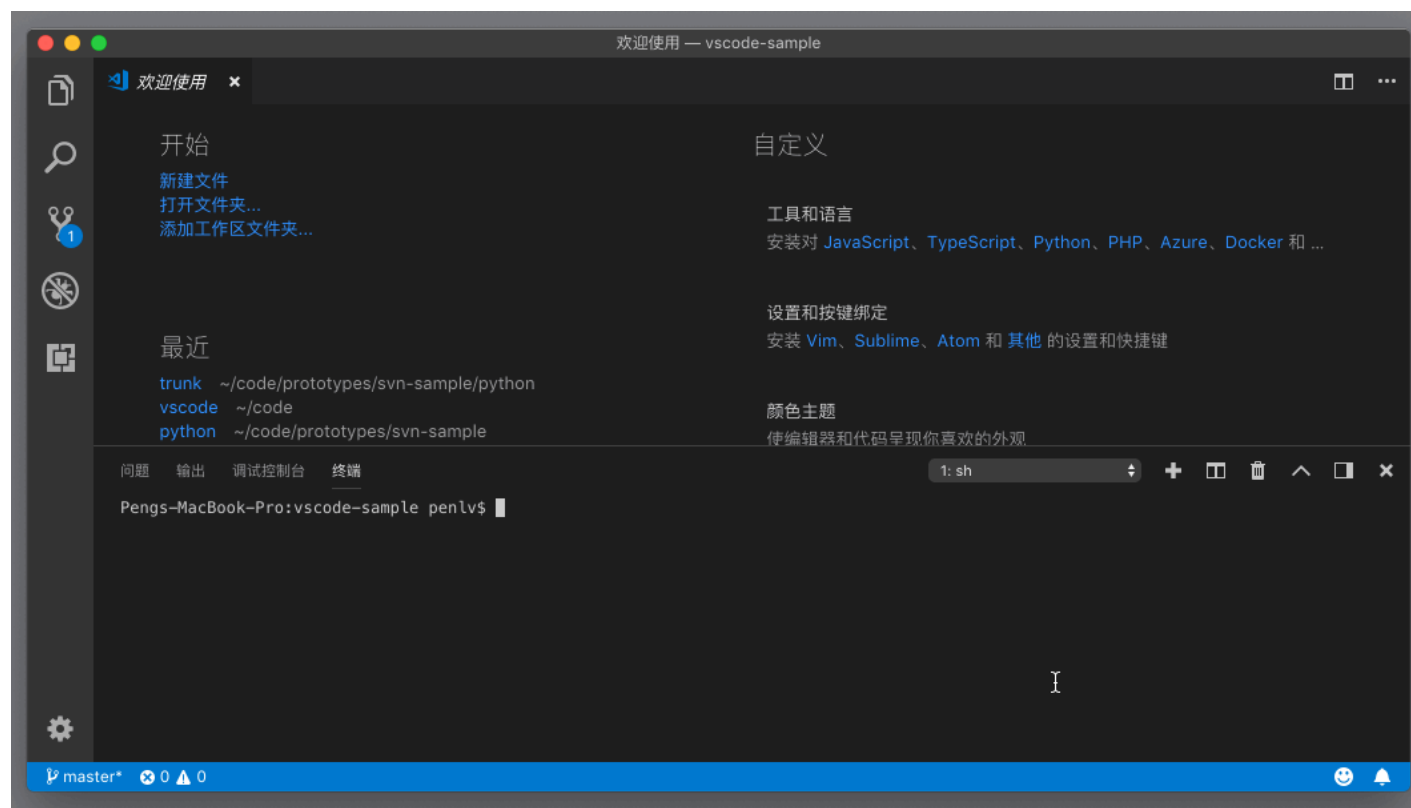 欢迎使用 — vscode-sample
欢迎使用
开始
新建文件
打开文件夹...
添加工作区文件夹...
最近
trunk ~/code/prototypes/svn-sample/python
vscode ~/code
python ~/code/prototypes/svn-sample
自定义
工具和语言
安装对 JavaScript、TypeScript、Python、PHP、Azure、Docker 和 ...
设置和按键绑定
安装 Vim、Sublime、Atom 和 其他 的设置和快捷键
颜色主题
使编辑器和代码呈现你喜欢的外观
1
问题 输出 调试控制台 终端
1: sh
Pengs-MacBook-Pro:vscode-sample penlv$
master* 0 0